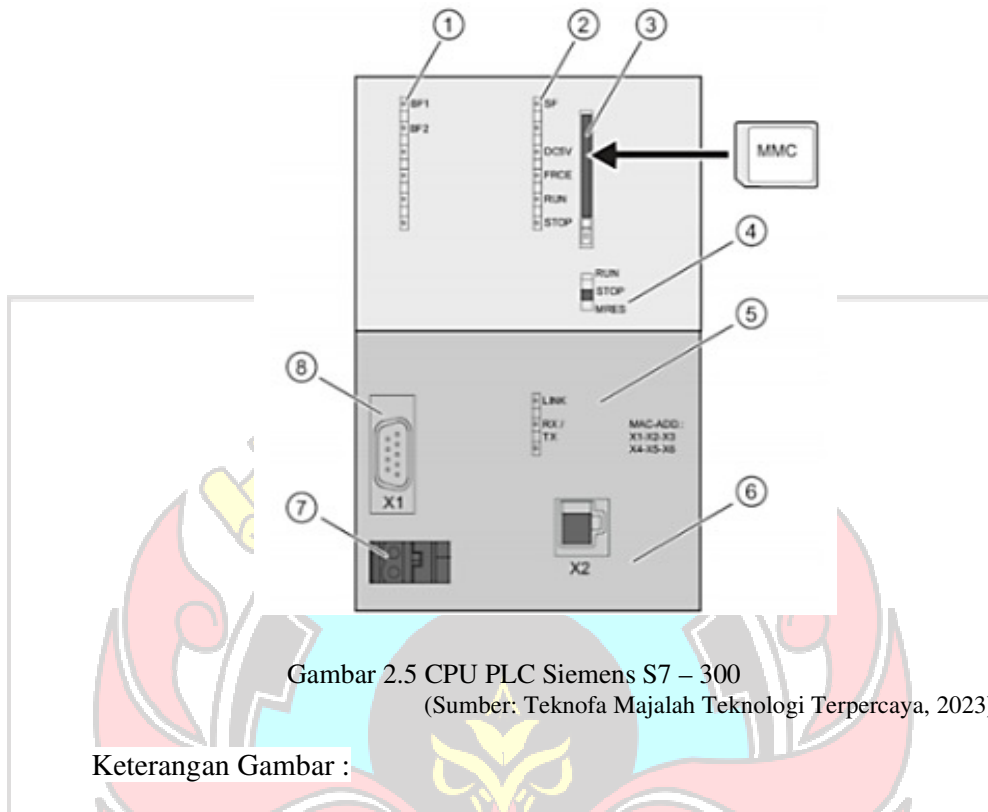 ① ② ③
BF1 SF
BF2
MMC
DC5V
FRCE
RUN
STOP
④
RUN
STOP
MRES
⑤
⑧
LINK
RX /
TX
MAC-ADD.:
X1-X2-X3
X4-X5-X6
X1
⑥
⑦
X2
Gambar 2.5 CPU PLC Siemens S7 – 300
(Sumber: Teknofa Majalah Teknologi Terpercaya, 2023)
Keterangan Gambar :